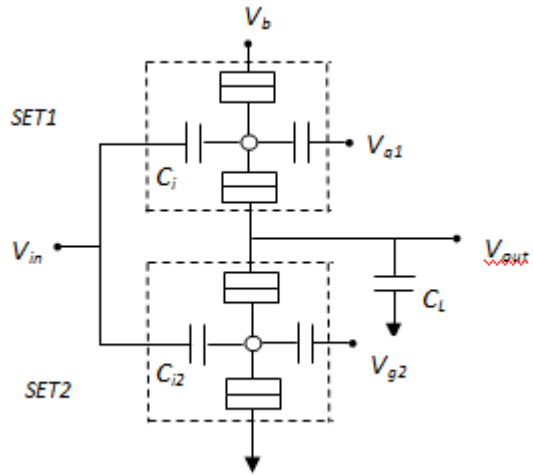 V_b
SET1
C_i
V_g1
V_in
V_out
C_L
C_i2
V_g2
SET2